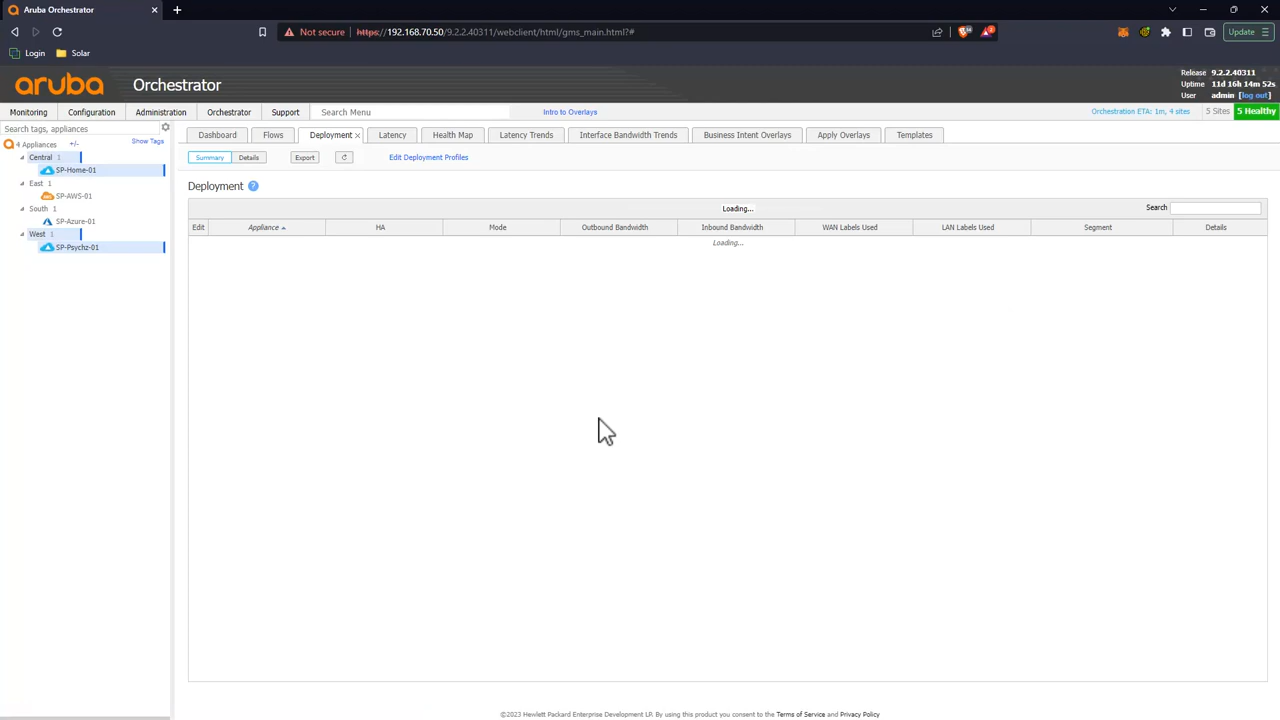 Aruba Orchestrator
Not secure https://192.168.70.50/9.2.2.40311/webclient/html/gms_main.html?#
Update
Login Solar
aruba Orchestrator
Release 9.2.2.40311
Uptime 11d 16h 14m 52s
User admin [log out]
Monitoring Configuration Administration Orchestrator Support Search Menu Intro to Overlays Orchestration ETA: 1m, 4 sites 5 Sites 5 Healthy
Search tags, appliances
4 Appliances +/- Show Tags
Central 1
SP-Home-01
East 1
SP-AWS-01
South 1
SP-Azure-01
West 1
SP-Psychz-01
Dashboard Flows Deployment Latency Health Map Latency Trends Interface Bandwidth Trends Business Intent Overlays Apply Overlays Templates
Summary Details Export Edit Deployment Profiles
Deployment ?
Loading... Search
Edit Appliance HA Mode Outbound Bandwidth Inbound Bandwidth WAN Labels Used LAN Labels Used Segment Details
Loading...
©2023 Hewlett Packard Enterprise Development LP. By using this product you consent to the Terms of Service and Privacy Policy